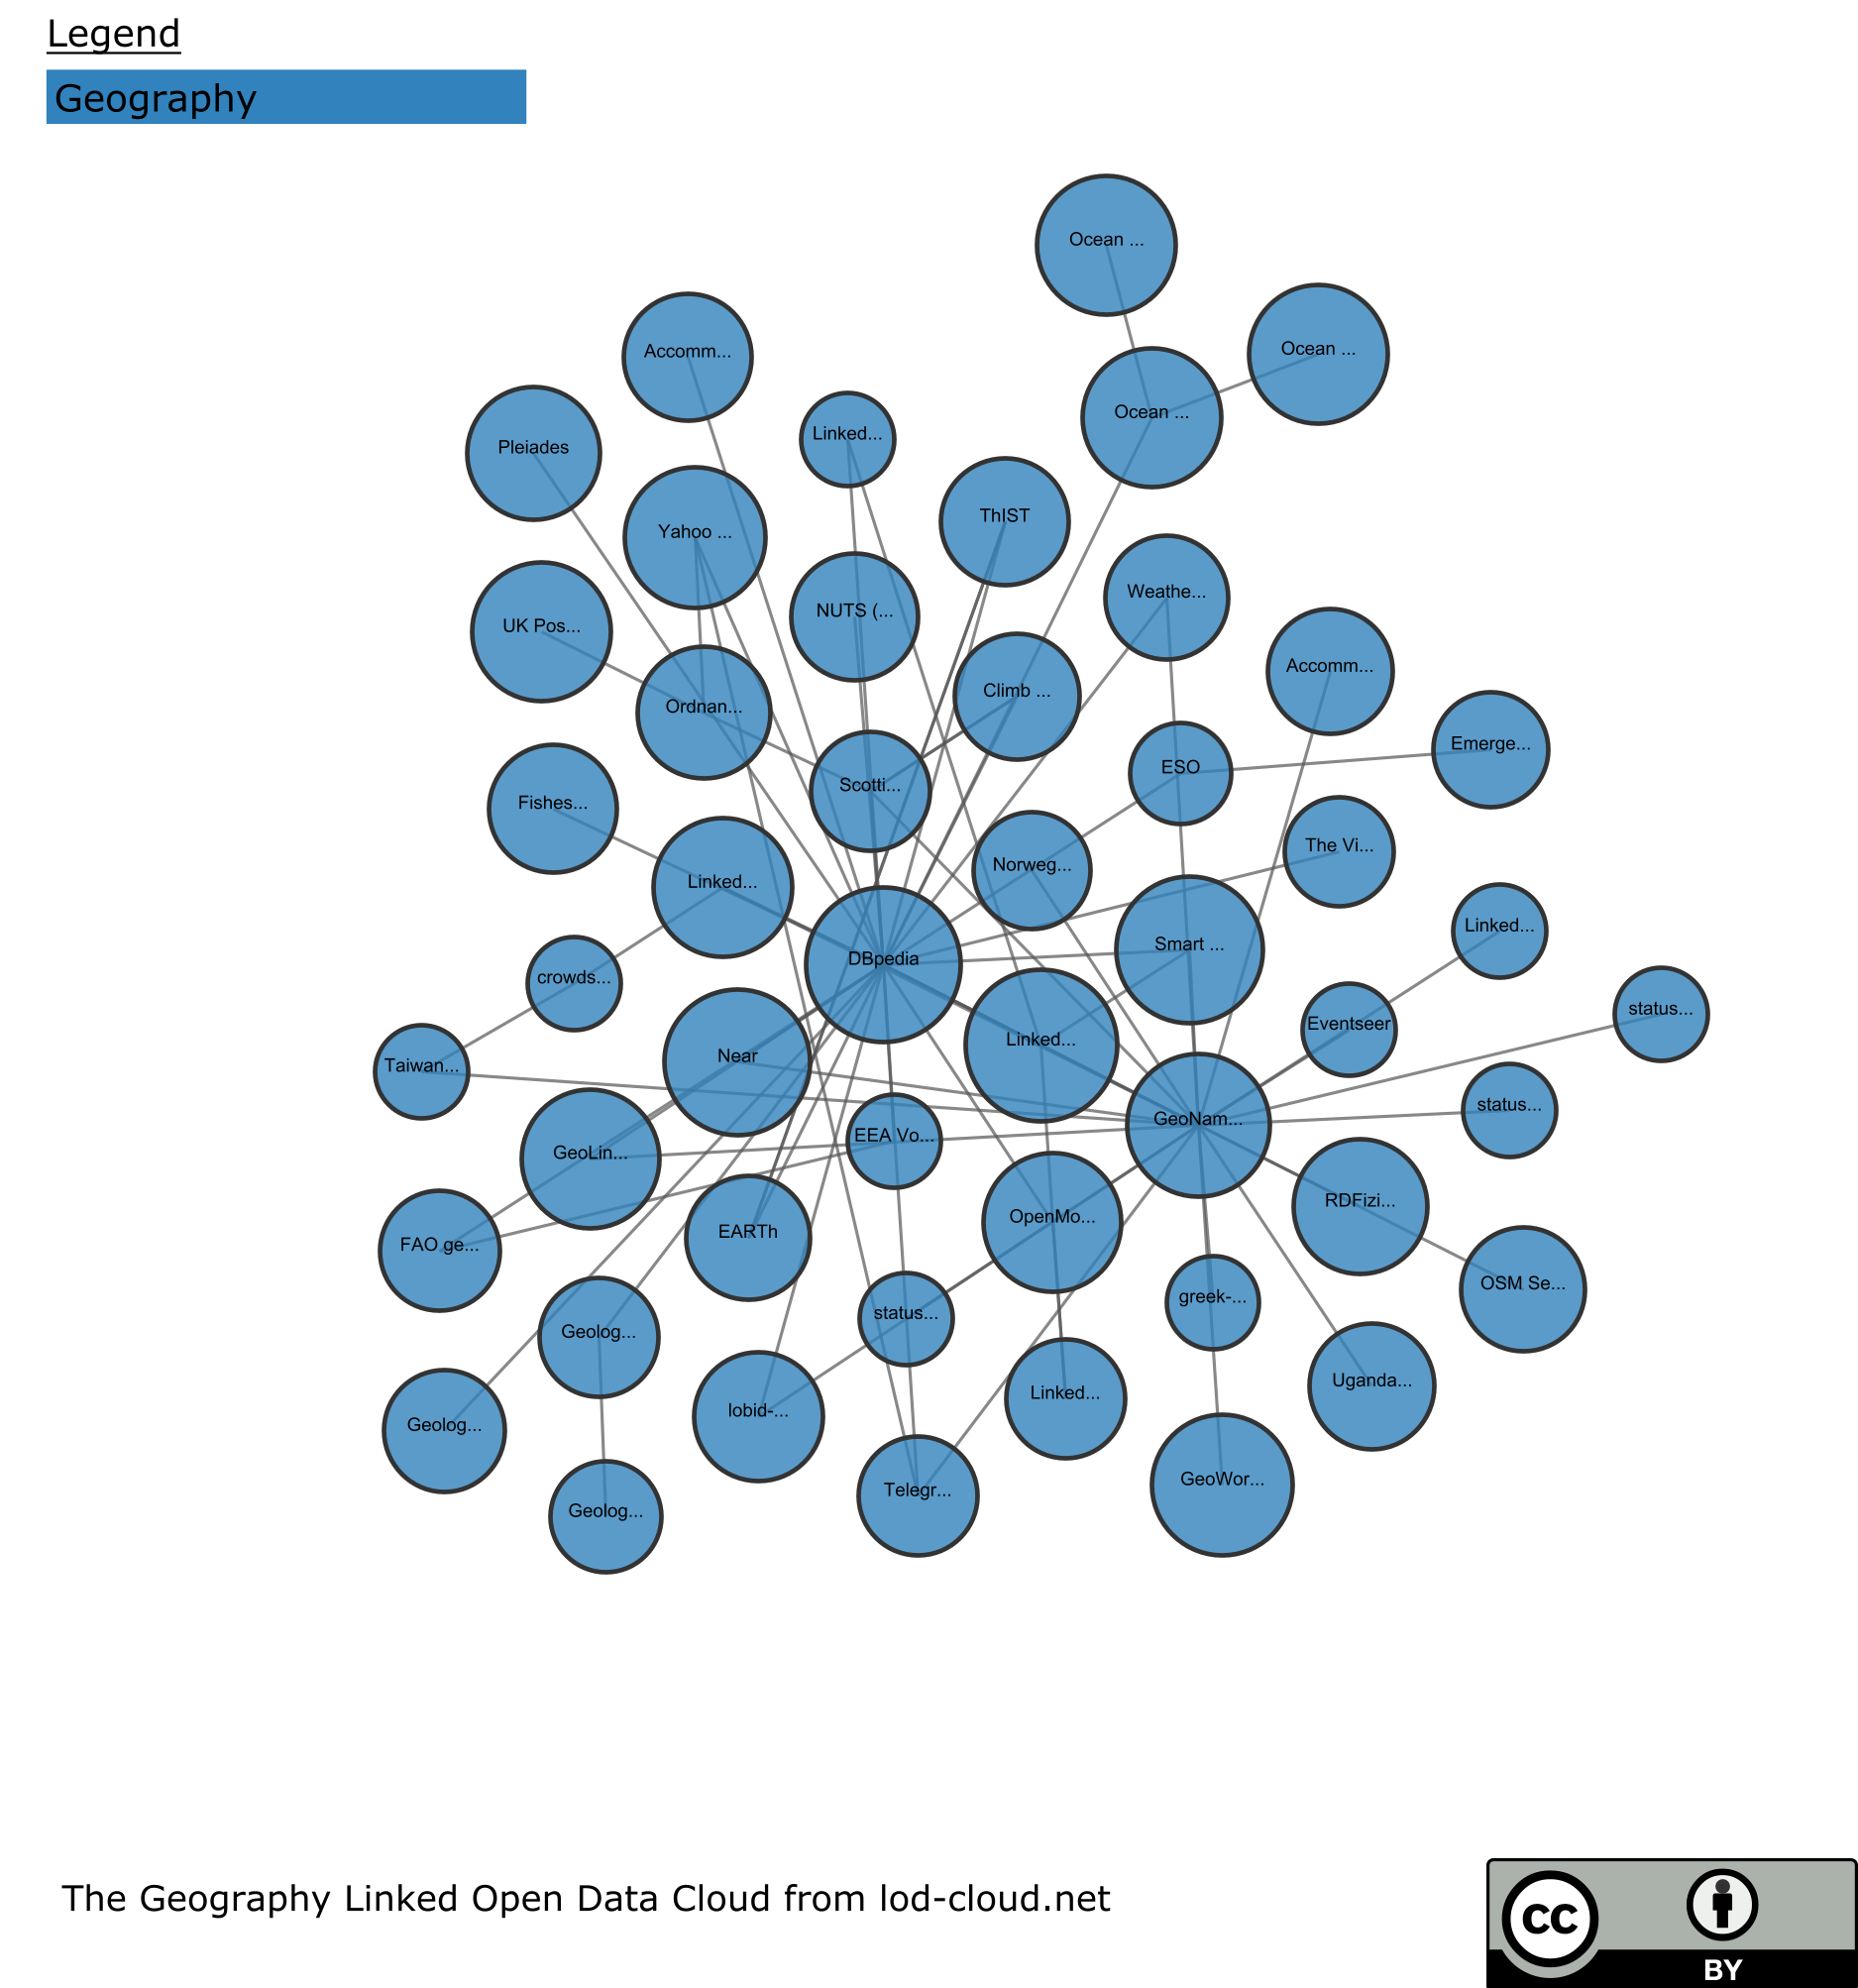 Legend
Geography
Ocean ...
Ocean ...
Accomm...
Ocean ...
Linked...
Pleiades
ThIST
Yahoo ...
Weathe...
NUTS (...
UK Pos...
Accomm...
Climb ...
Ordnan...
Emerge...
ESO
Scotti...
Fishes...
The Vi...
Norweg...
Linked...
Linked...
Smart ...
DBpedia
crowds...
status...
Eventseer
Linked...
Near
Taiwan...
status...
GeoNam...
EEA Vo...
GeoLin...
RDFizi...
OpenMo...
EARTh
FAO ge...
OSM Se...
greek-...
status...
Geolog...
Uganda...
Linked...
lobid-...
Geolog...
GeoWor...
Telegr...
Geolog...
The Geography Linked Open Data Cloud from lod-cloud.net
cc
BY